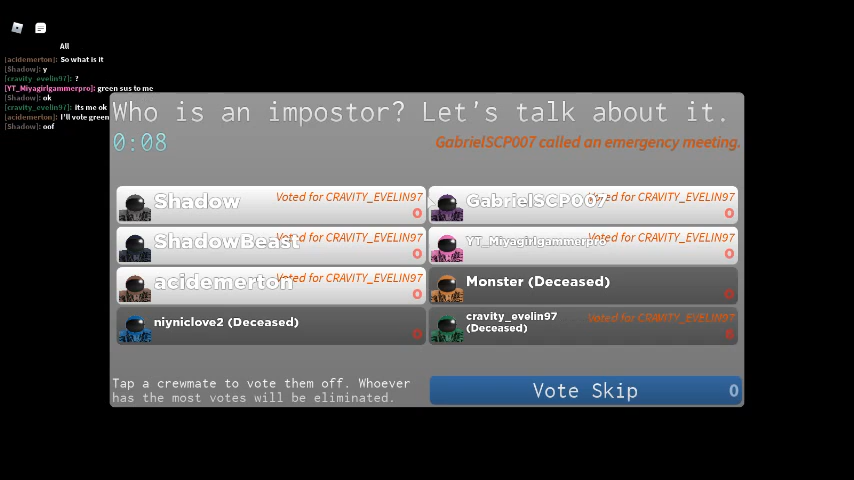 All
[acidemerton]: So what is it
[Shadow]: y
[cravity_evelin97]: ?
[YT_Miyagirlgammerpro]: green sus to me
[Shadow]: ok
[cravity_evelin97]: Its me ok
[acidemerton]: I'll vote green
[Shadow]: oof
Who is an impostor? Let's talk about it.
0:08
GabrielSCP007 called an emergency meeting.
Shadow Voted for CRAVITY_EVELIN97 0
GabrielSCP007 Voted for CRAVITY_EVELIN97 0
ShadowBeast Voted for CRAVITY_EVELIN97 0
YT_Miyagirlgammerpro Voted for CRAVITY_EVELIN97 0
acidemerton Voted for CRAVITY_EVELIN97 0
Monster (Deceased) 0
niyniclove2 (Deceased) 0
cravity_evelin97 Voted for CRAVITY_EVELIN97
(Deceased)
Tap a crewmate to vote them off. Whoever
has the most votes will be eliminated.
Vote Skip 0